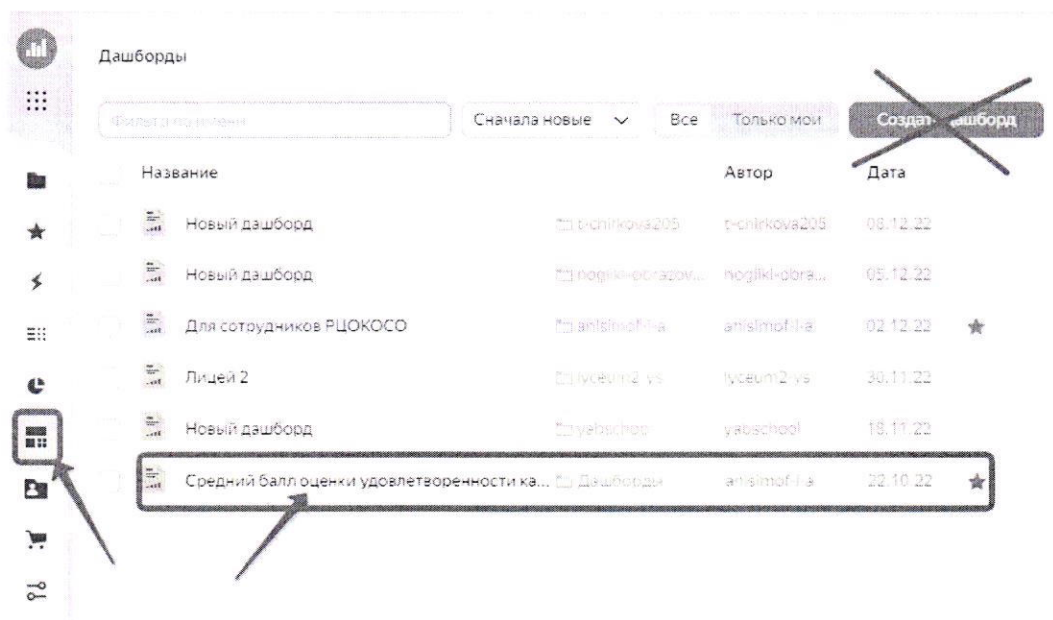 Дашборды
Фильтр по имени Сначала новые Все Только мои Создать дашборд
Название Автор Дата
Новый дашборд t-chirkova205 t-chirkova205 08.12.22
Новый дашборд nogliki-obrazov... nogliki-obra... 05.12.22
Для сотрудников РЦОКОСО anisimof-i-a anisimof-i-a 02.12.22
Лицей 2 lyceum2-ys lyceum2-ys 30.11.22
Новый дашборд yabschool yabschool 18.11.22
Средний балл оценки удовлетворенности ка... Дашборды anisimof-i-a 22.10.22